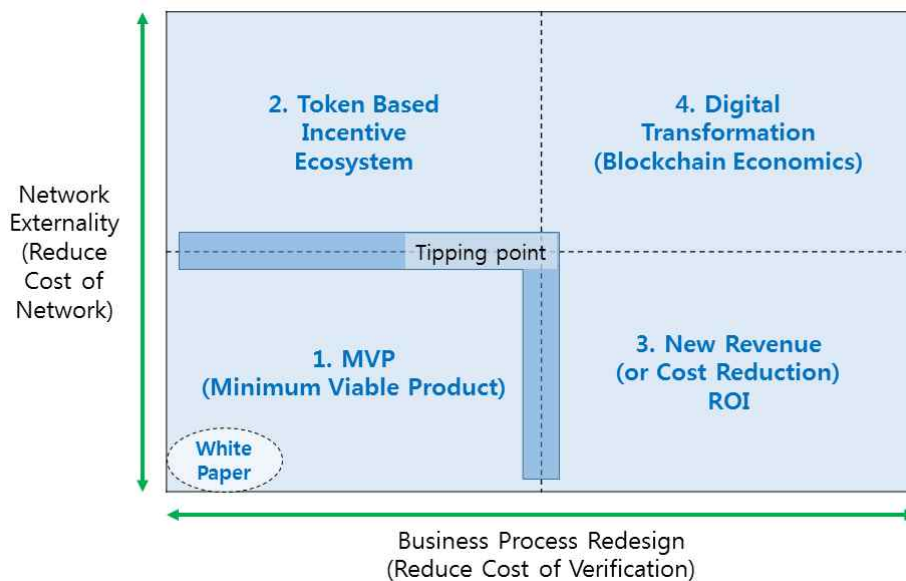 2. Token Based
Incentive
Ecosystem
4. Digital
Transformation
(Blockchain Economics)
Network
Externality
(Reduce
Cost of
Network)
Tipping point
1. MVP
(Minimum Viable Product)
3. New Revenue
(or Cost Reduction)
ROI
White
Paper
Business Process Redesign
(Reduce Cost of Verification)